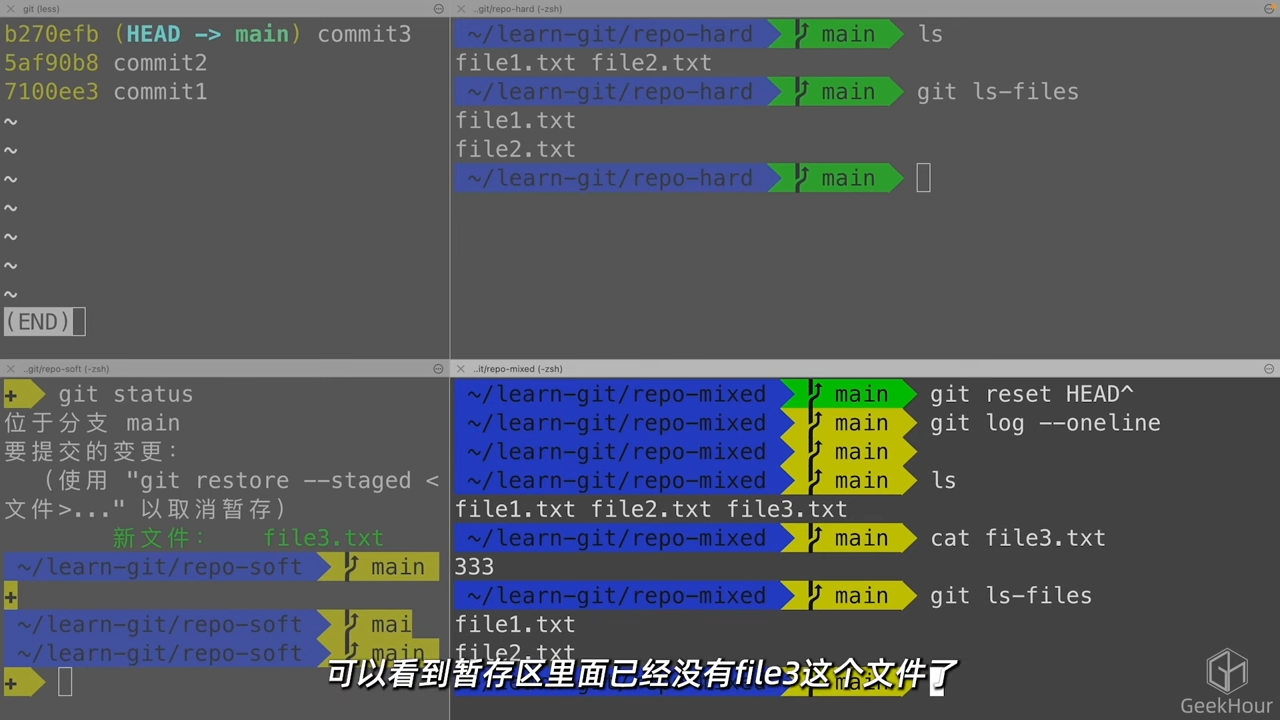 git (less)
b270efb (HEAD -> main) commit3
5af90b8 commit2
7100ee3 commit1
~
~
~
~
~
~
~
(END)
..git/repo-hard (-zsh)
~/learn-git/repo-hard main ls
file1.txt file2.txt
~/learn-git/repo-hard main git ls-files
file1.txt
file2.txt
~/learn-git/repo-hard main
..git/repo-soft (-zsh)
+ git status
位于分支 main
要提交的变更：
（使用 "git restore --staged <
文件>..." 以取消暂存）
新文件： file3.txt
~/learn-git/repo-soft main
+
~/learn-git/repo-soft mai
~/learn-git/repo-soft main
+
..it/repo-mixed (-zsh)
~/learn-git/repo-mixed main git reset HEAD^
~/learn-git/repo-mixed main git log --oneline
~/learn-git/repo-mixed main
~/learn-git/repo-mixed main ls
file1.txt file2.txt file3.txt
~/learn-git/repo-mixed main cat file3.txt
333
~/learn-git/repo-mixed main git ls-files
file1.txt
file2.txt
可以看到暂存区里面已经没有file3这个文件了
GeekHour